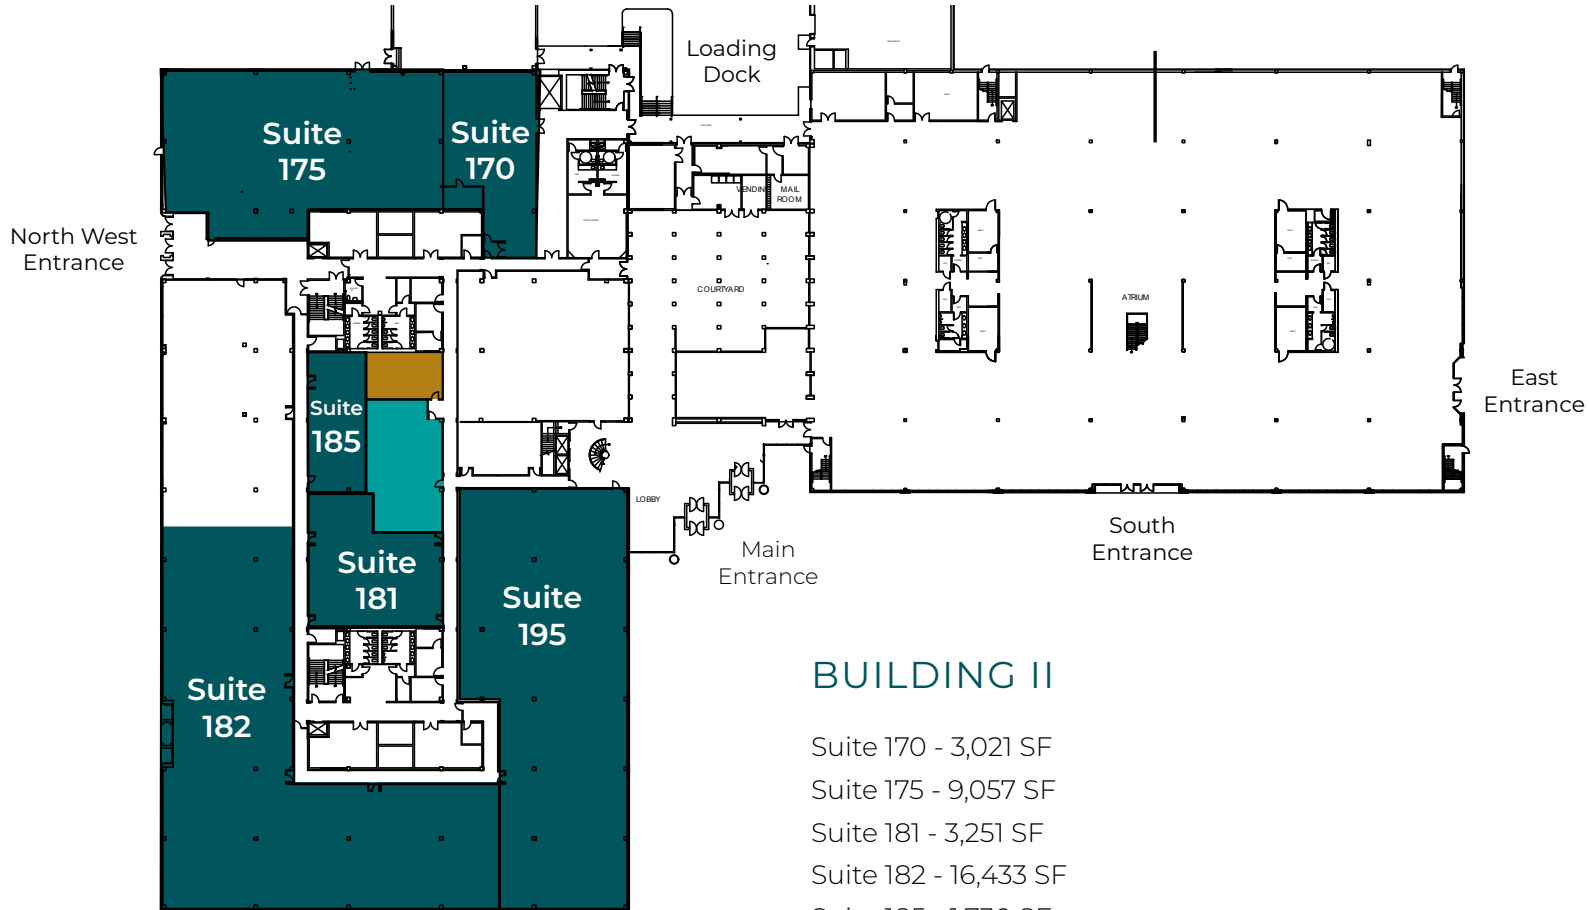 Loading
Dock
Suite
175
Suite
170
VENDING
MAIL
ROOM
North West
Entrance
COURTYARD
ATRIUM
East
Entrance
Suite
185
LOBBY
South
Entrance
Main
Entrance
Suite
181
Suite
195
Suite
182
BUILDING II
Suite 170 - 3,021 SF
Suite 175 - 9,057 SF
Suite 181 - 3,251 SF
Suite 182 - 16,433 SF